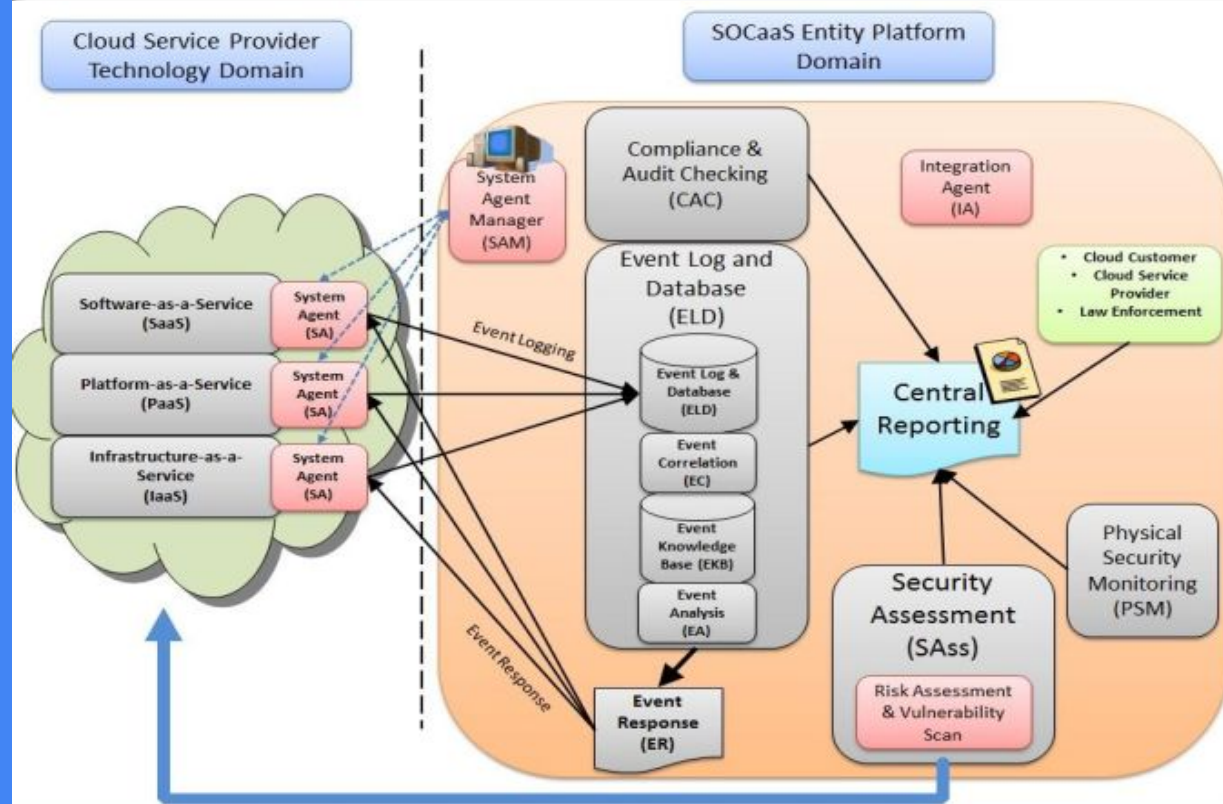 Cloud Service Provider
Technology Domain
SOCaaS Entity Platform
Domain
System
Agent
Manager
(SAM)
Compliance &
Audit Checking
(CAC)
Integration
Agent
(IA)
Software-as-a-Service
(SaaS)
System
Agent
(SA)
Platform-as-a-Service
(PaaS)
System
Agent
(SA)
Infrastructure-as-a-
Service
(IaaS)
System
Agent
(SA)
Event Logging
Event Response
Event Log and
Database
(ELD)
Event Log &
Database
(ELD)
Event
Correlation
(EC)
Event
Knowledge
Base (EKB)
Event
Analysis
(EA)
Event
Response
(ER)
• Cloud Customer
• Cloud Service
Provider
• Law Enforcement
Central
Reporting
Physical
Security
Monitoring
(PSM)
Security
Assessment
(SAss)
Risk Assessment
& Vulnerability
Scan